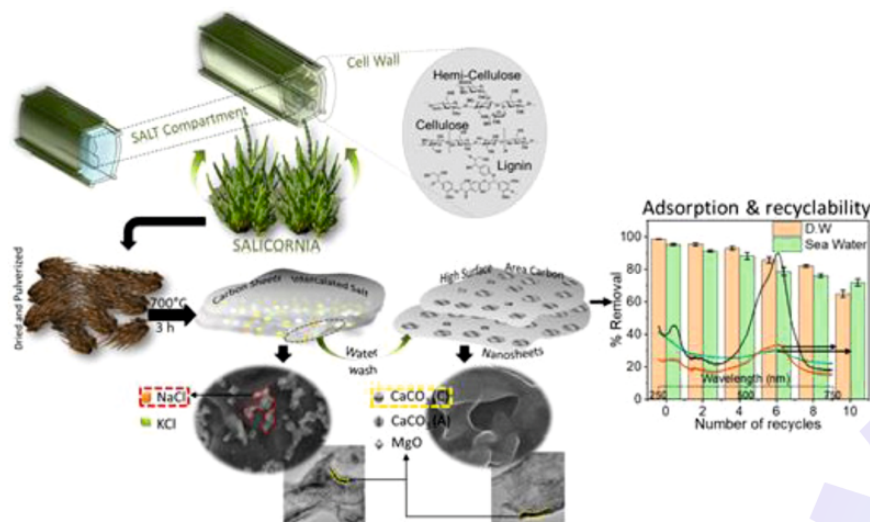 Cell Wall
Hemi-Cellulose
Cellulose
Lignin
SALT Compartment
SALICORNIA
Dried and Pulverized
700°C
3 h
Carbon Sheets
Intercalated Salt
Water
wash
High Surface Area Carbon
Nanosheets
NaCl
KCl
CaCO3 (C)
CaCO3 (A)
MgO
Adsorption & recyclability
D.W
Sea Water
% Removal
100
80
60
40
20
0
Wavelength (nm)
250 500 750
0 2 4 6 8 10
Number of recycles